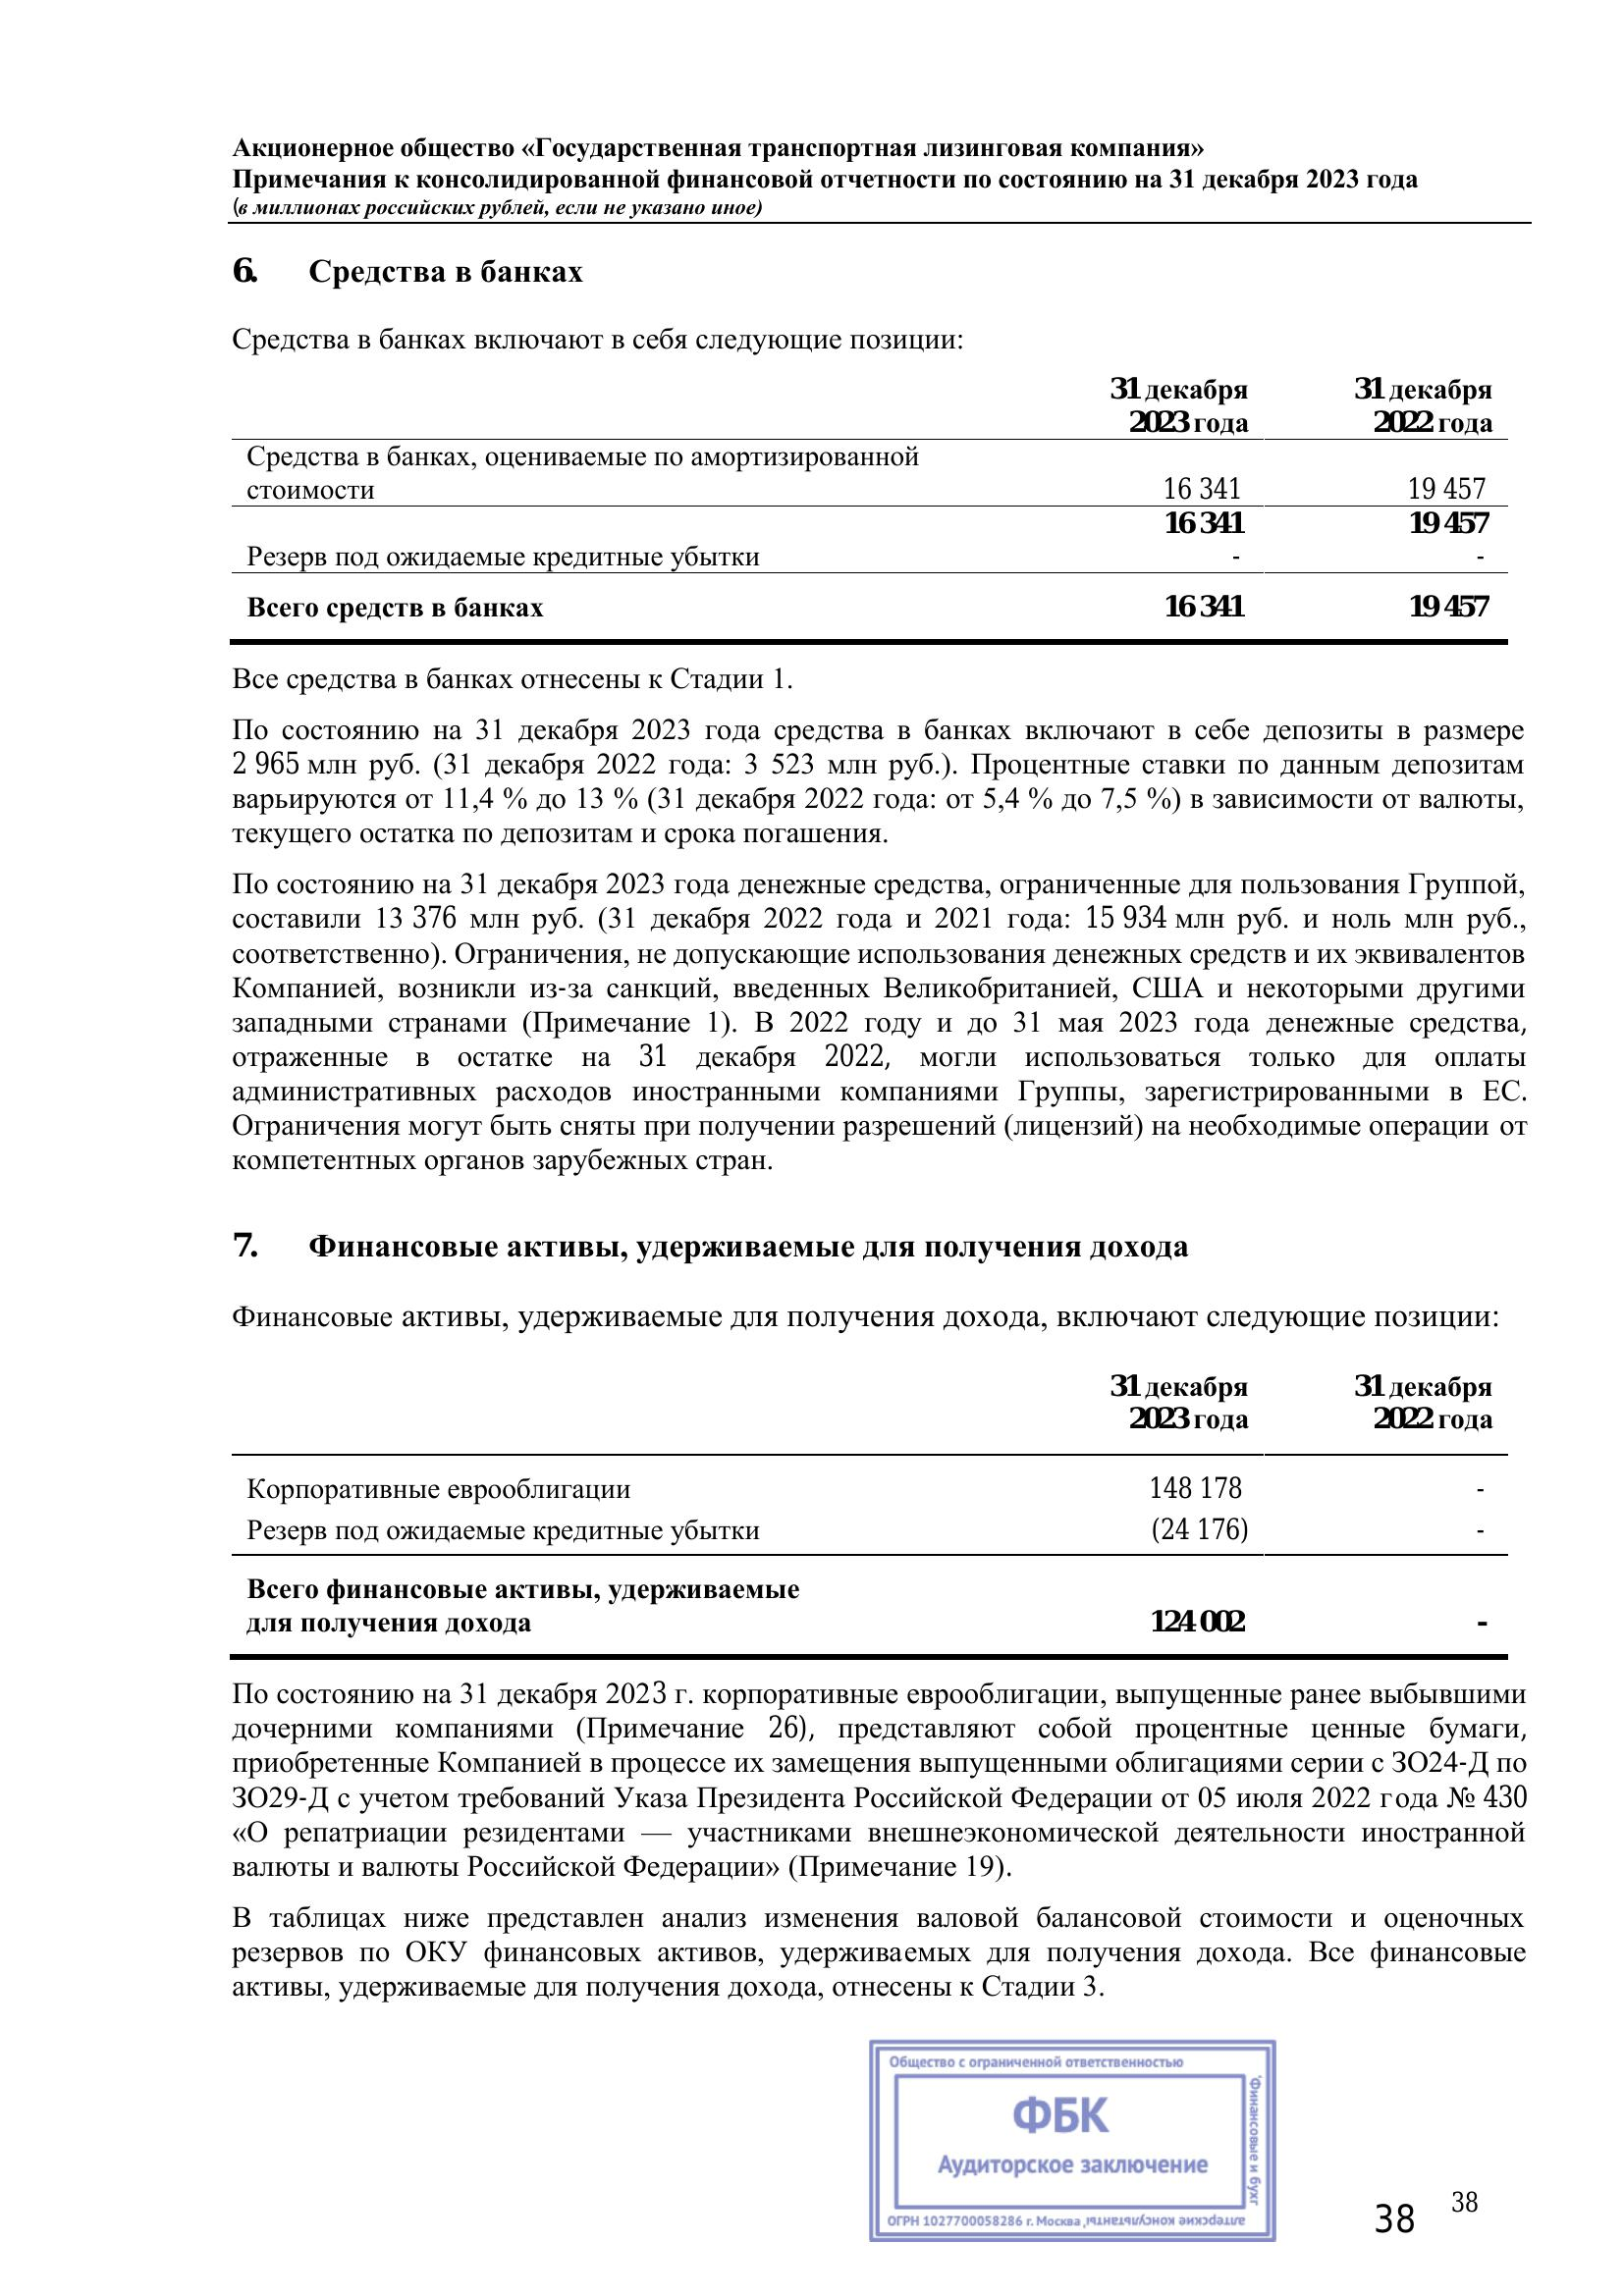 Акционерное общество «Государственная транспортная лизинговая компания»
Примечания к консолидированной финансовой отчетности по состоянию на 31 декабря 2023 года
(в миллионах российских рублей, если не указано иное)
6. Средства в банках
Средства в банках включают в себя следующие позиции:
31 декабря 31 декабря
2023 года 2022 года
Средства в банках, оцениваемые по амортизированной
стоимости 16 341 19 457
16 341 19 457
Резерв под ожидаемые кредитные убытки - -
Всего средств в банках 16 341 19 457
Все средства в банках отнесены к Стадии 1.
По состоянию на 31 декабря 2023 года средства в банках включают в себе депозиты в размере
2 965 млн руб. (31 декабря 2022 года: 3 523 млн руб.). Процентные ставки по данным депозитам
варьируются от 11,4 % до 13 % (31 декабря 2022 года: от 5,4 % до 7,5 %) в зависимости от валюты,
текущего остатка по депозитам и срока погашения.
По состоянию на 31 декабря 2023 года денежные средства, ограниченные для пользования Группой,
составили 13 376 млн руб. (31 декабря 2022 года и 2021 года: 15 934 млн руб. и ноль млн руб.,
соответственно). Ограничения, не допускающие использования денежных средств и их эквивалентов
Компанией, возникли из-за санкций, введенных Великобританией, США и некоторыми другими
западными странами (Примечание 1). В 2022 году и до 31 мая 2023 года денежные средства,
отраженные в остатке на 31 декабря 2022, могли использоваться только для оплаты
административных расходов иностранными компаниями Группы, зарегистрированными в ЕС.
Ограничения могут быть сняты при получении разрешений (лицензий) на необходимые операции от
компетентных органов зарубежных стран.
7. Финансовые активы, удерживаемые для получения дохода
Финансовые активы, удерживаемые для получения дохода, включают следующие позиции:
31 декабря 31 декабря
2023 года 2022 года
Корпоративные еврооблигации 148 178 -
Резерв под ожидаемые кредитные убытки (24 176) -
Всего финансовые активы, удерживаемые
для получения дохода 124 002 -
По состоянию на 31 декабря 2023 г. корпоративные еврооблигации, выпущенные ранее выбывшими
дочерними компаниями (Примечание 26), представляют собой процентные ценные бумаги,
приобретенные Компанией в процессе их замещения выпущенными облигациями серии с ЗО24-Д по
ЗО29-Д с учетом требований Указа Президента Российской Федерации от 05 июля 2022 года № 430
«О репатриации резидентами — участниками внешнеэкономической деятельности иностранной
валюты и валюты Российской Федерации» (Примечание 19).
В таблицах ниже представлен анализ изменения валовой балансовой стоимости и оценочных
резервов по ОКУ финансовых активов, удерживаемых для получения дохода. Все финансовые
активы, удерживаемые для получения дохода, отнесены к Стадии 3.
Общество с ограниченной ответственностью
"Финансовые и бухг
алтерские консультанты"
ФБК
Аудиторское заключение
ОГРН 1027700058286 г. Москва
38
38